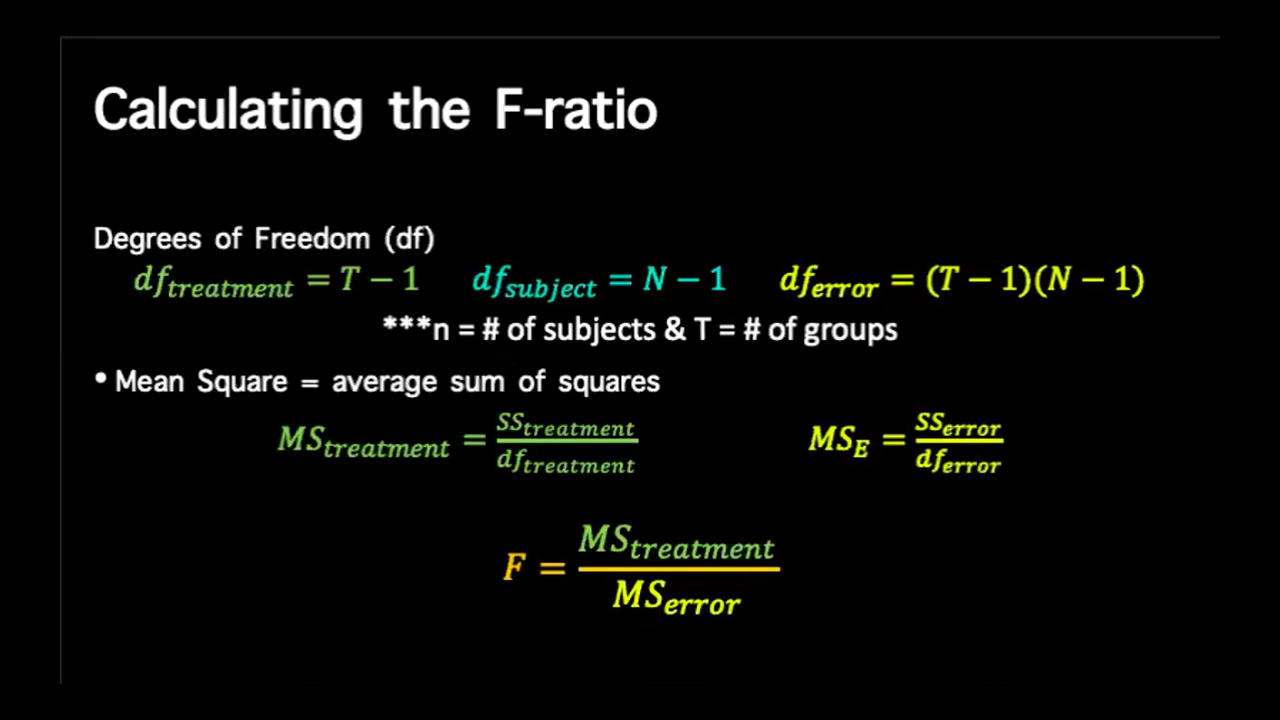 Calculating the F-ratio
Degrees of Freedom (df)
df_treatment = T − 1   df_subject = N − 1   df_error = (T − 1)(N − 1)
***n = # of subjects & T = # of groups
• Mean Square = average sum of squares
MS_treatment = SS_treatment / df_treatment   MS_E = SS_error / df_error
F = MS_treatment / MS_error